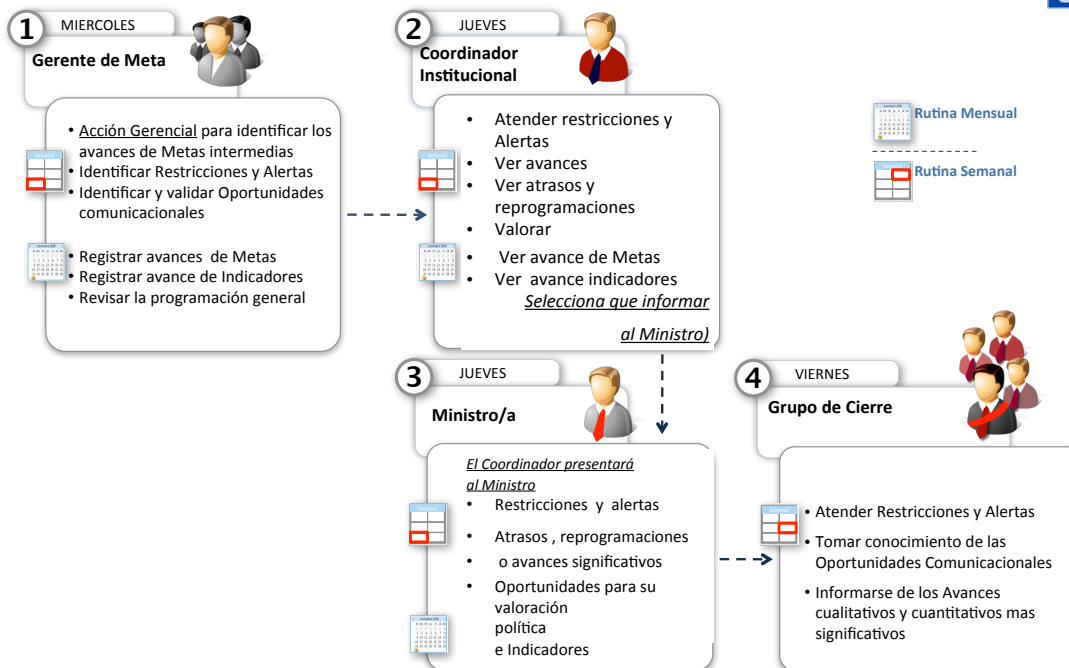 1 MIERCOLES
Gerente de Meta
• Acción Gerencial para identificar los
avances de Metas intermedias
• Identificar Restricciones y Alertas
• Identificar y validar Oportunidades
comunicacionales
• Registrar avances de Metas
• Registrar avance de Indicadores
• Revisar la programación general
2 JUEVES
Coordinador
Institucional
• Atender restricciones y
Alertas
• Ver avances
• Ver atrasos y
reprogramaciones
• Valorar
• Ver avance de Metas
• Ver avance indicadores
Selecciona que informar
al Ministro)
Rutina Mensual
Rutina Semanal
3 JUEVES
Ministro/a
El Coordinador presentará
al Ministro
• Restricciones y alertas
• Atrasos , reprogramaciones
• o avances significativos
• Oportunidades para su
valoración
política
e Indicadores
4 VIERNES
Grupo de Cierre
• Atender Restricciones y Alertas
• Tomar conocimiento de las
Oportunidades Comunicacionales
• Informarse de los Avances
cualitativos y cuantitativos mas
significativos